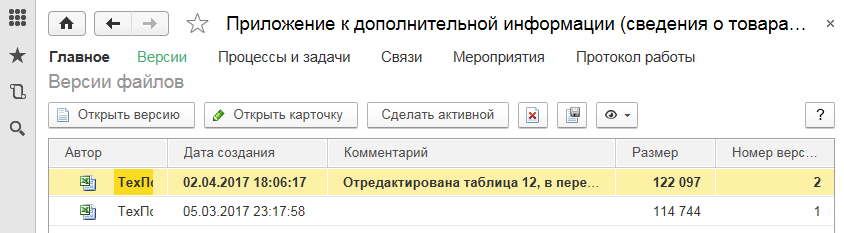 Приложение к дополнительной информации (сведения о товара...
Главное Версии Процессы и задачи Связи Мероприятия Протокол работы
Версии файлов
Открыть версию Открыть карточку Сделать активной ?
Автор Дата создания Комментарий Размер Номер верс...
ТехПо 02.04.2017 18:06:17 Отредактирована таблица 12, в пере... 122 097 2
ТехПо 05.03.2017 23:17:58 114 744 1